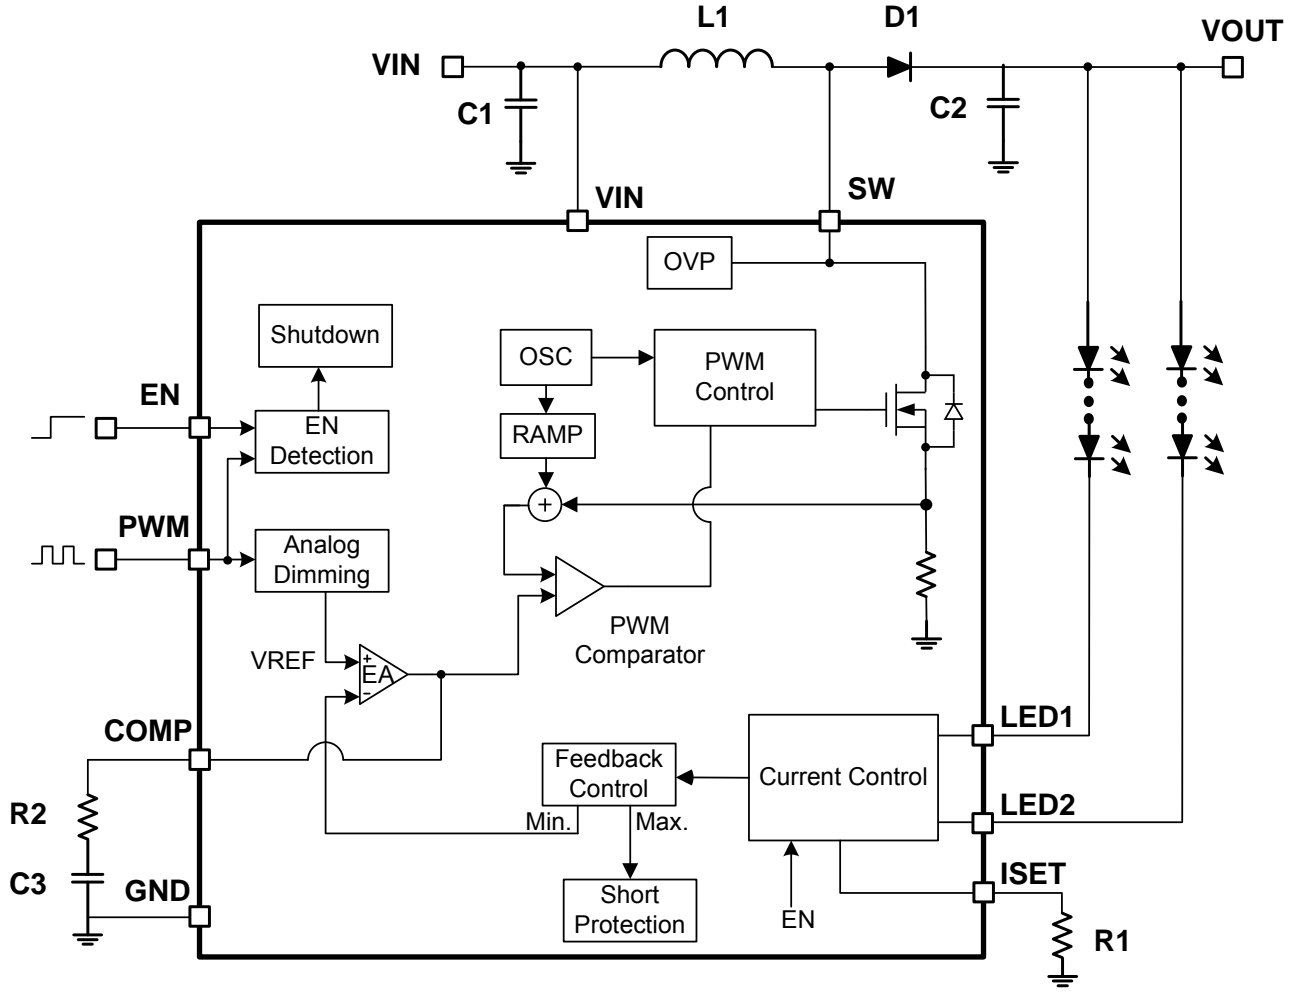 L1
D1
VOUT
VIN
C1
C2
VIN
SW
OVP
Shutdown
OSC
PWM
Control
EN
EN
Detection
RAMP
+
PWM
Analog
Dimming
PWM
Comparator
VREF
+
EA
-
COMP
LED1
Feedback
Control
Current Control
R2
Min.
Max.
LED2
C3
GND
ISET
Short
Protection
EN
R1